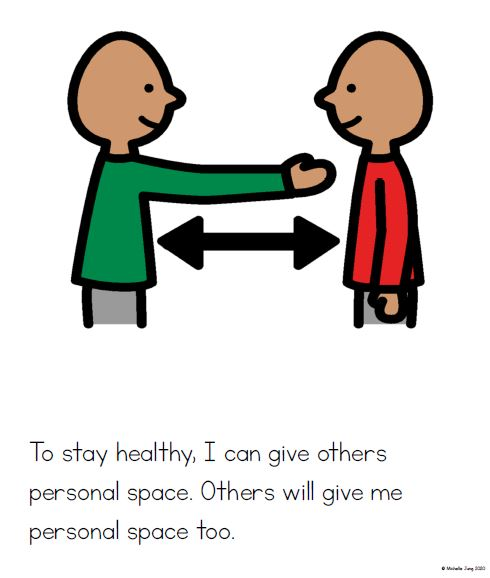 To stay healthy, I can give others
personal space. Others will give me
personal space too.
© Michelle Jung 2020